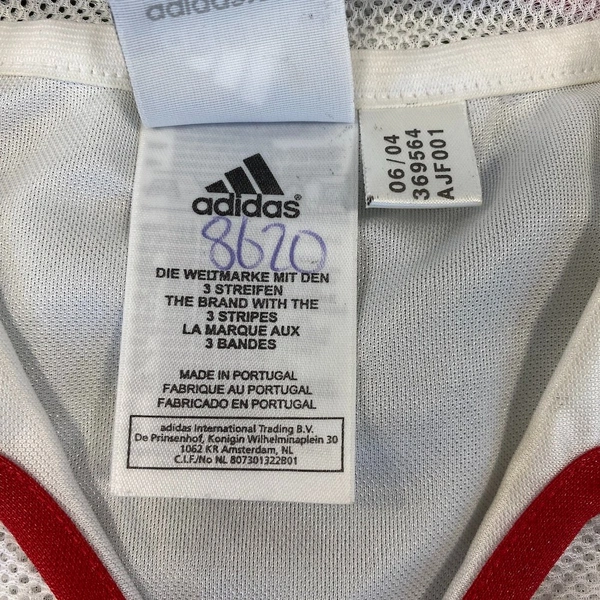 adidas
adidas
8620
DIE WELTMARKE MIT DEN
3 STREIFEN
THE BRAND WITH THE
3 STRIPES
LA MARQUE AUX
3 BANDES
MADE IN PORTUGAL
FABRIQUE AU PORTUGAL
FABRICADO EN PORTUGAL
adidas International Trading B.V.
De Prinsenhof, Konigin Wilhelminaplein 30
1062 KR Amsterdam, NL
C.I.F./No NL 807301322B01
06/04
369564
AJF001